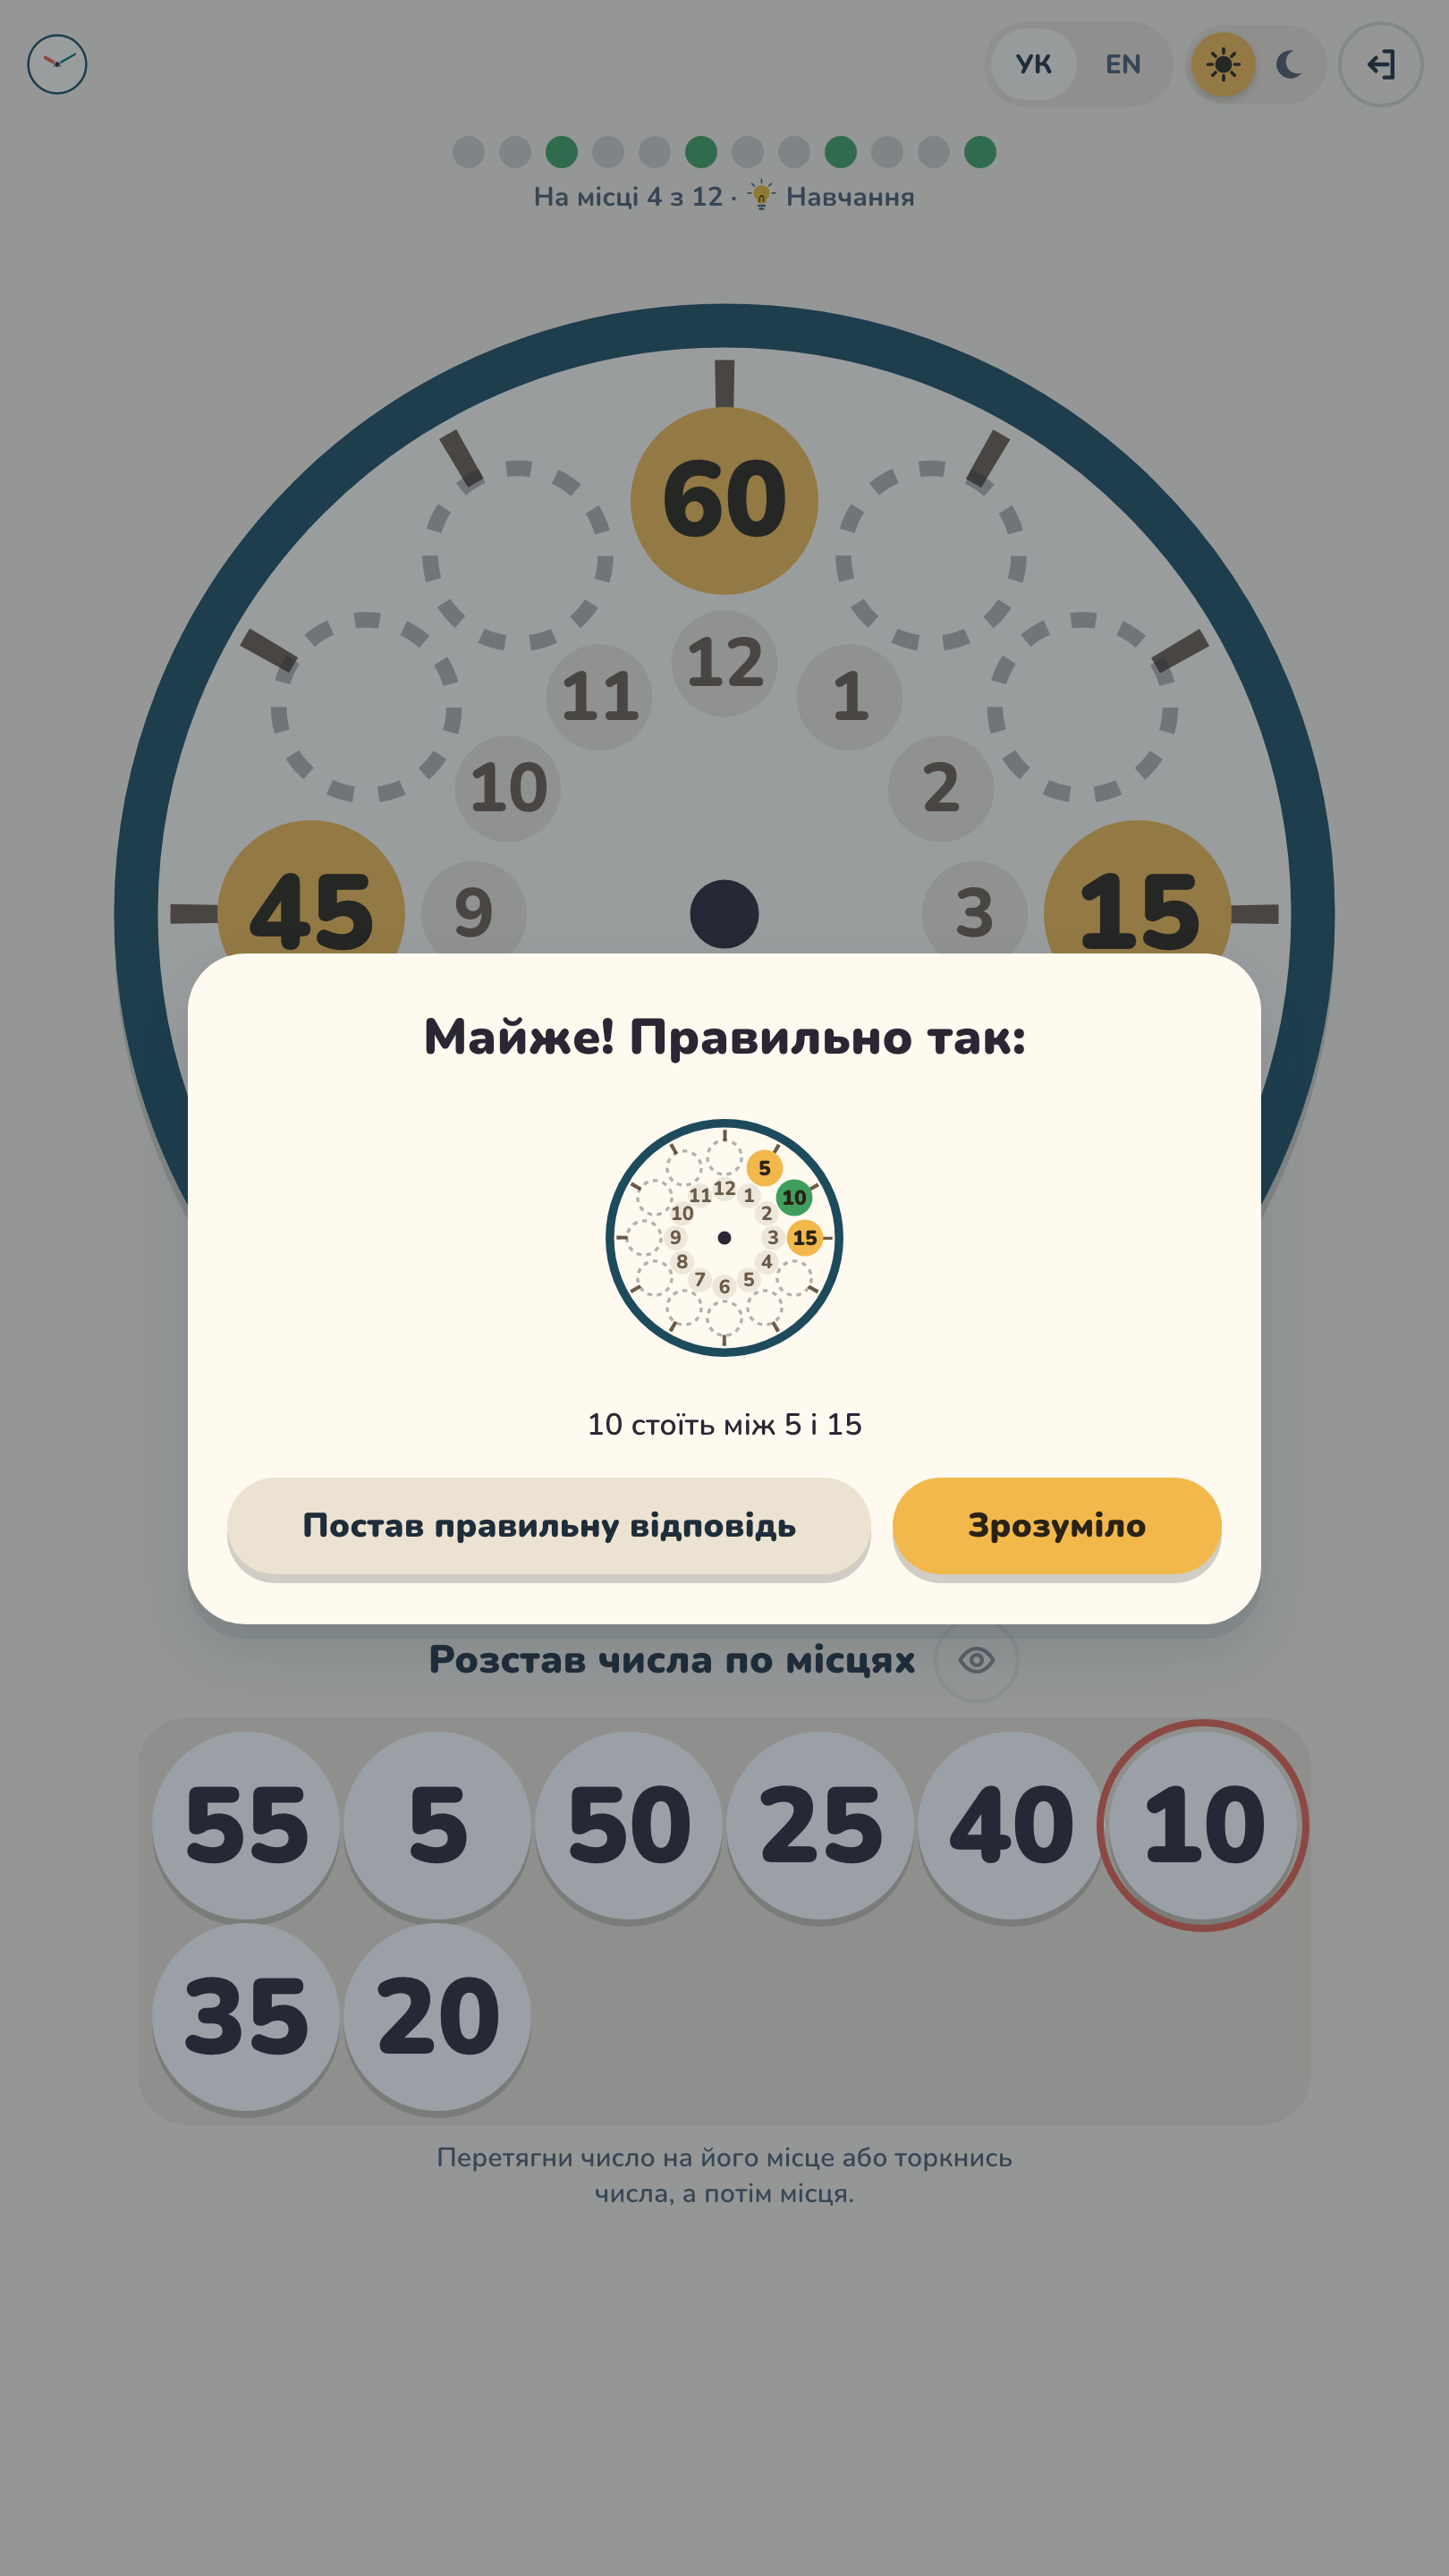 УК EN
На місці 4 з 12 · Навчання
60
12
11 1
10 2
45 9 3 15
Майже! Правильно так:
5
12
11 1 10
10 2
9 3 15
8 4
7 5
6
10 стоїть між 5 і 15
Постав правильну відповідь Зрозуміло
Розстав числа по місцях
55 5 50 25 40 10
35 20
Перетягни число на його місце або торкнись
числа, а потім місця.